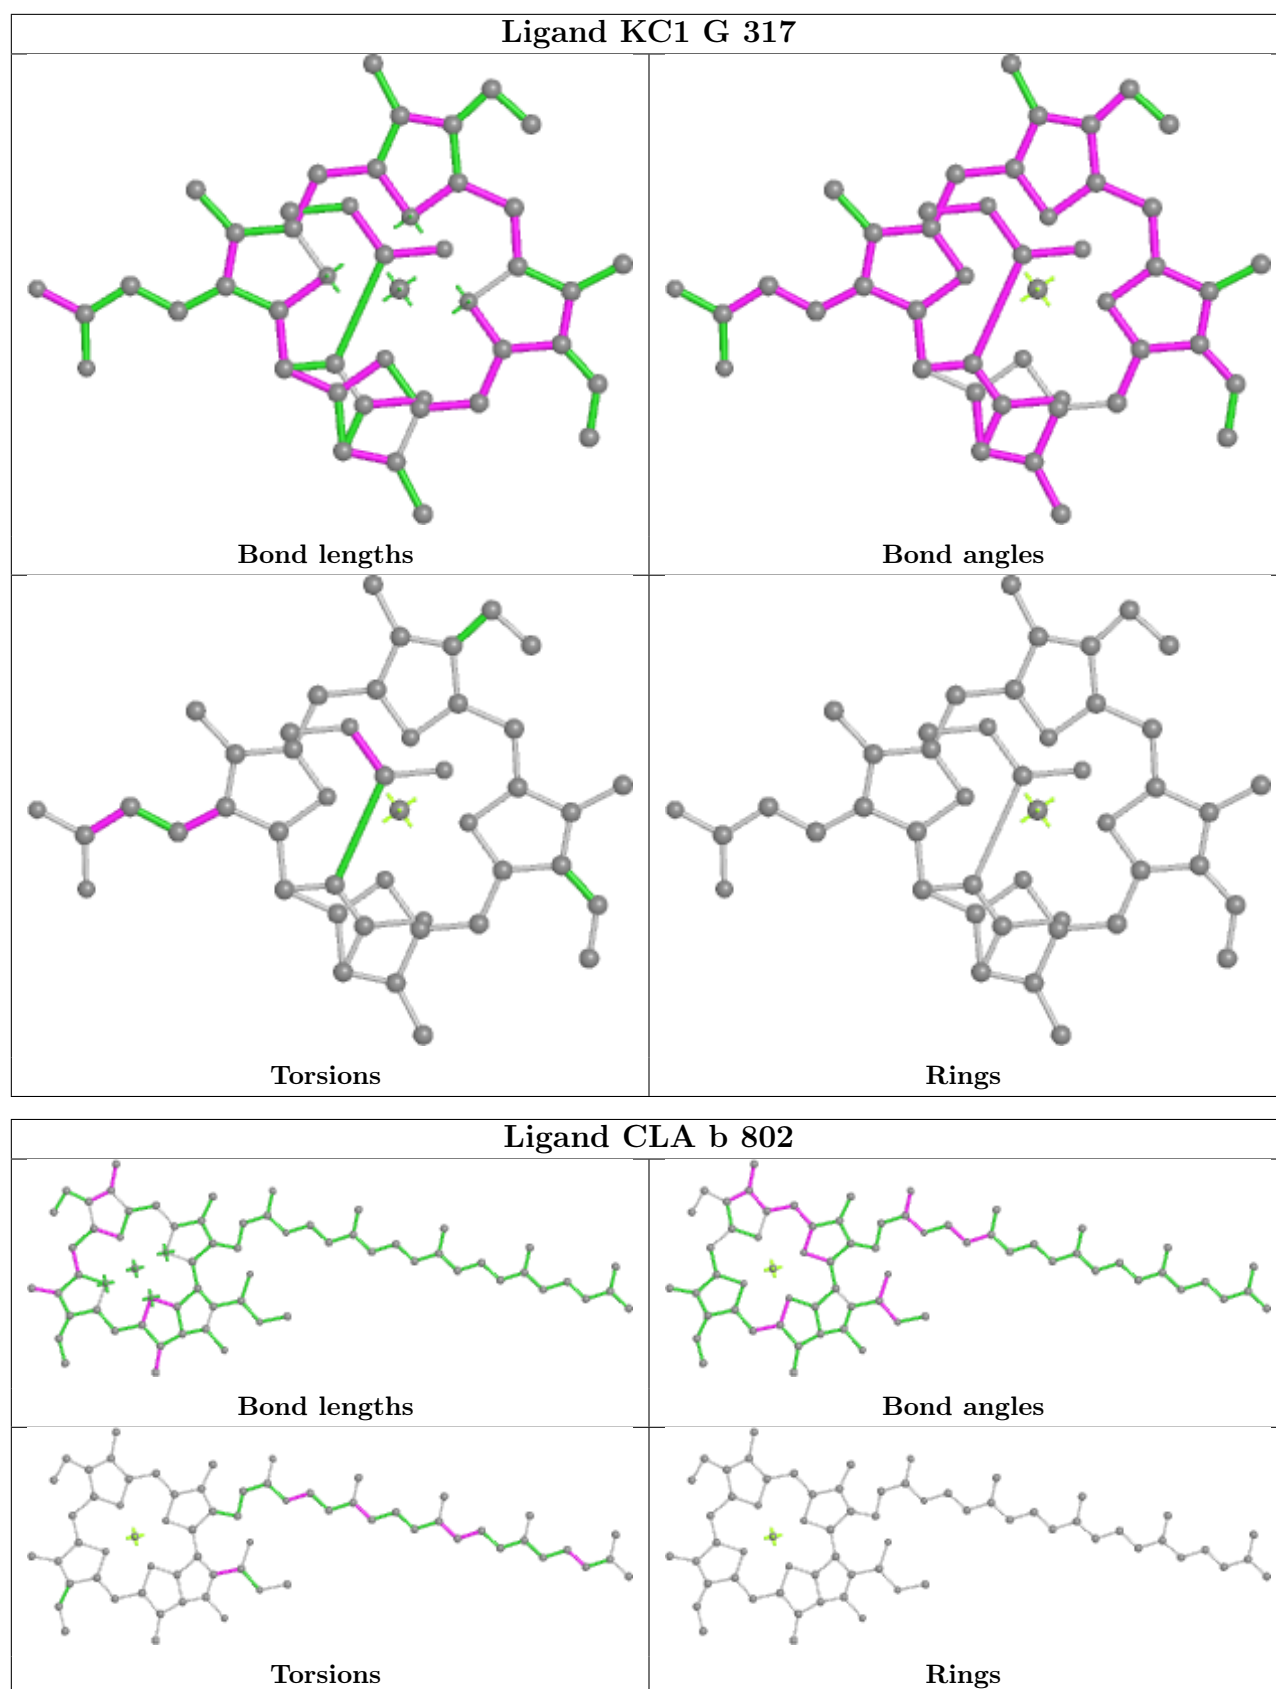 Ligand KC1 G 317
Bond lengths
Bond angles
Torsions
Rings
Ligand CLA b 802
Bond lengths
Bond angles
Torsions
Rings